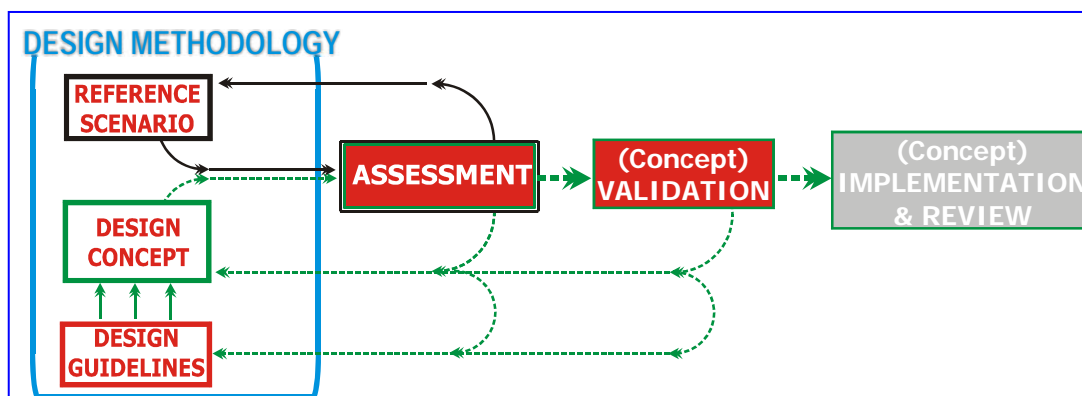 DESIGN METHODOLOGY
REFERENCE
SCENARIO
ASSESSMENT
(Concept)
VALIDATION
(Concept)
IMPLEMENTATION
& REVIEW
DESIGN
CONCEPT
DESIGN
GUIDELINES